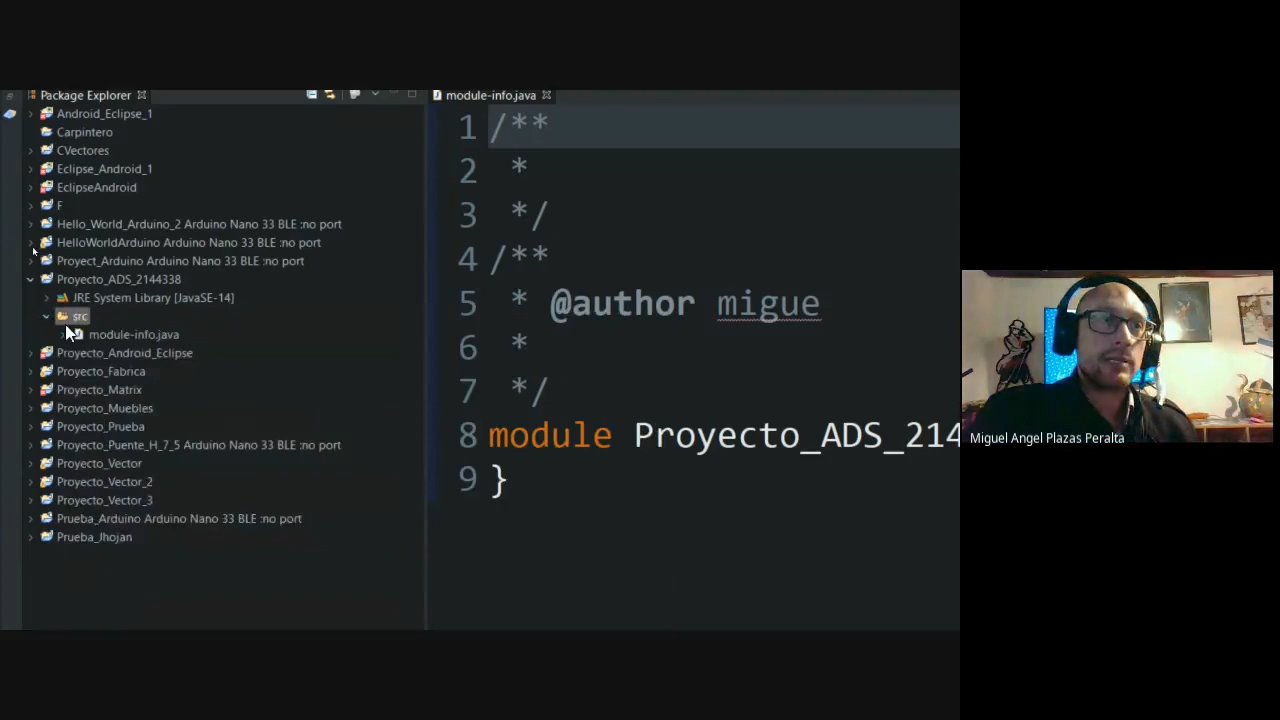 Package Explorer
Android_Eclipse_1
Carpintero
CVectores
Eclipse_Android_1
EclipseAndroid
F
Hello_World_Arduino_2 Arduino Nano 33 BLE :no port
HelloWorldArduino Arduino Nano 33 BLE :no port
Proyect_Arduino Arduino Nano 33 BLE :no port
Proyecto_ADS_2144338
JRE System Library [JavaSE-14]
src
module-info.java
Proyecto_Android_Eclipse
Proyecto_Fabrica
Proyecto_Matrix
Proyecto_Muebles
Proyecto_Prueba
Proyecto_Puente_H_7_5 Arduino Nano 33 BLE :no port
Proyecto_Vector
Proyecto_Vector_2
Proyecto_Vector_3
Prueba_Arduino Arduino Nano 33 BLE :no port
Prueba_Jhojan
module-info.java
1 /**
2 *
3 */
4 /**
5 * @author migue
6 *
7 */
8 module Proyecto_ADS_214
9 }
Miguel Angel Plazas Peralta